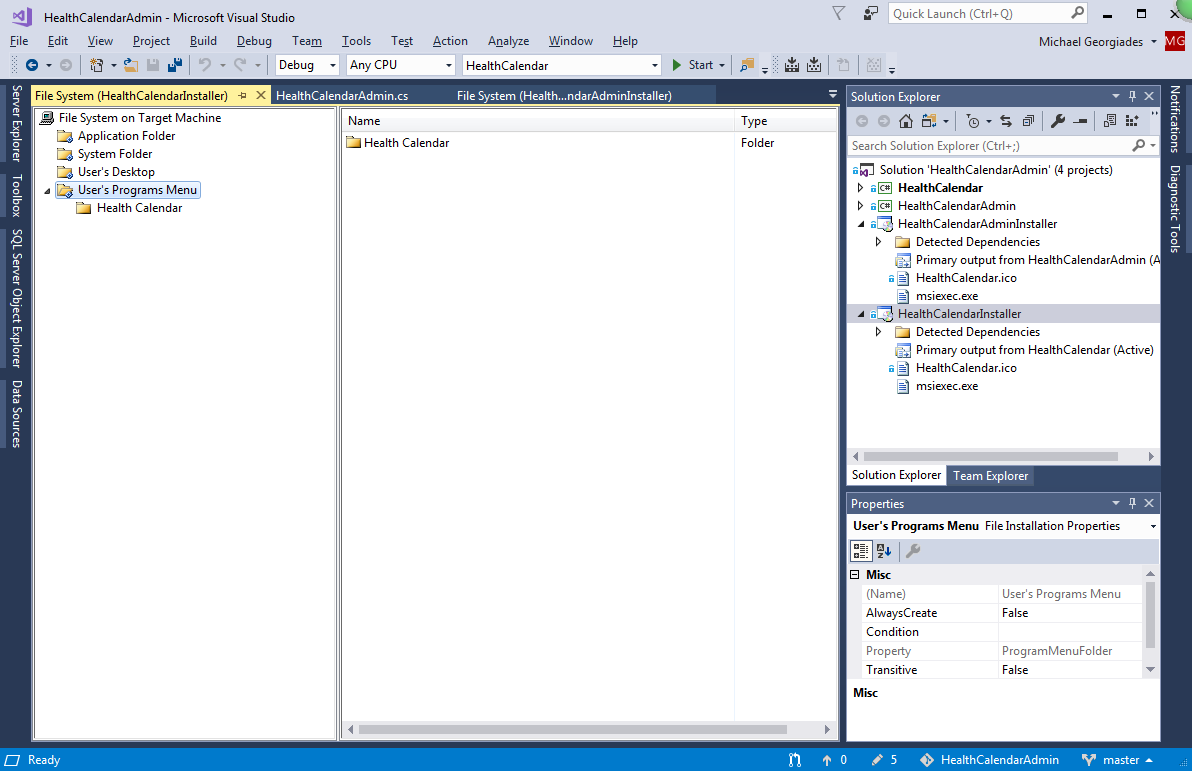 HealthCalendarAdmin - Microsoft Visual Studio
Quick Launch (Ctrl+Q)
File Edit View Project Build Debug Team Tools Test Action Analyze Window Help
Michael Georgiades MG
Debug Any CPU HealthCalendar Start
Server Explorer
Toolbox
SQL Server Object Explorer
Data Sources
File System (HealthCalendarInstaller) HealthCalendarAdmin.cs File System (Health...ndarAdminInstaller)
File System on Target Machine
Application Folder
System Folder
User's Desktop
User's Programs Menu
Health Calendar
Name Type
Health Calendar Folder
Solution Explorer
Search Solution Explorer (Ctrl+;)
Solution 'HealthCalendarAdmin' (4 projects)
C# HealthCalendar
C# HealthCalendarAdmin
HealthCalendarAdminInstaller
Detected Dependencies
Primary output from HealthCalendarAdmin (A
HealthCalendar.ico
msiexec.exe
HealthCalendarInstaller
Detected Dependencies
Primary output from HealthCalendar (Active)
HealthCalendar.ico
msiexec.exe
Solution Explorer Team Explorer
Properties
User's Programs Menu File Installation Properties
Misc
(Name) User's Programs Menu
AlwaysCreate False
Condition
Property ProgramMenuFolder
Transitive False
Misc
Notifications
Diagnostic Tools
Ready 0 5 HealthCalendarAdmin master